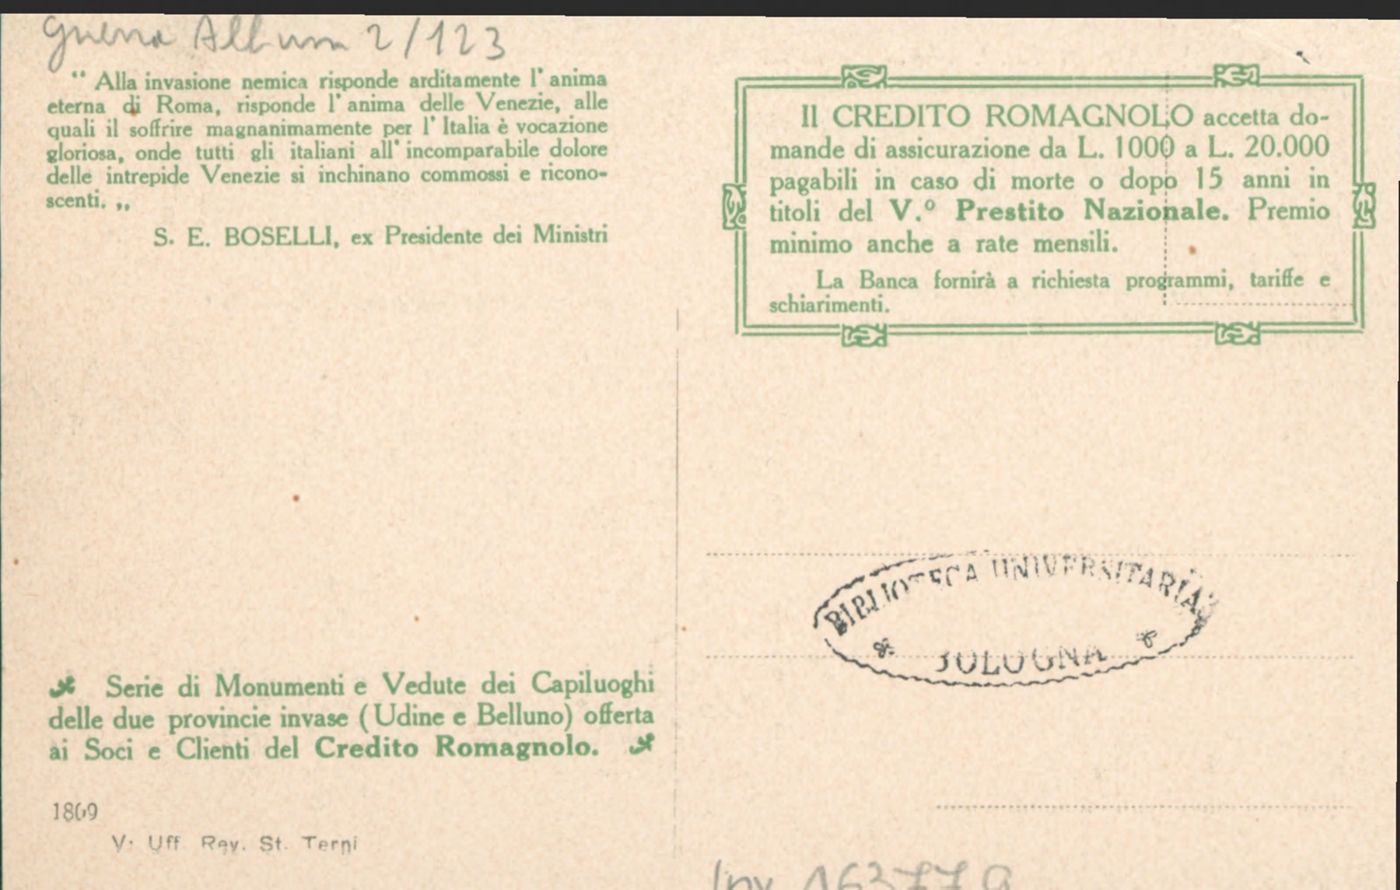 Guerra Album 2/123
“ Alla invasione nemica risponde arditamente l' anima
eterna di Roma, risponde l' anima delle Venezie, alle
quali il soffrire magnanimamente per l' Italia è vocazione
gloriosa, onde tutti gli italiani all' incomparabile dolore
delle intrepide Venezie si inchinano commossi e ricono-
scenti. „
S. E. BOSELLI, ex Presidente dei Ministri
Il CREDITO ROMAGNOLO accetta do-
mande di assicurazione da L. 1000 a L. 20.000
pagabili in caso di morte o dopo 15 anni in
titoli del V.º Prestito Nazionale. Premio
minimo anche a rate mensili.
La Banca fornirà a richiesta programmi, tariffe e
schiarimenti.
BIBLIOTECA UNIVERSITARIA
BOLOGNA
Serie di Monumenti e Vedute dei Capiluoghi
delle due provincie invase (Udine e Belluno) offerta
ai Soci e Clienti del Credito Romagnolo.
1869
V. Uff. Rev. St. Terni
Inv. 163779